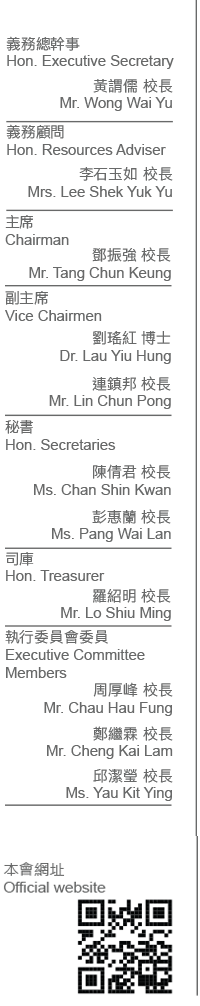 義務總幹事
Hon. Executive Secretary
黃謂儒 校長
Mr. Wong Wai Yu
義務顧問
Hon. Resources Adviser
李石玉如 校長
Mrs. Lee Shek Yuk Yu
主席
Chairman
鄧振強 校長
Mr. Tang Chun Keung
副主席
Vice Chairmen
劉瑤紅 博士
Dr. Lau Yiu Hung
連鎮邦 校長
Mr. Lin Chun Pong
秘書
Hon. Secretaries
陳倩君 校長
Ms. Chan Shin Kwan
彭惠蘭 校長
Ms. Pang Wai Lan
司庫
Hon. Treasurer
羅紹明 校長
Mr. Lo Shiu Ming
執行委員會委員
Executive Committee
Members
周厚峰 校長
Mr. Chau Hau Fung
鄭繼霖 校長
Mr. Cheng Kai Lam
邱潔瑩 校長
Ms. Yau Kit Ying
本會網址
Official website